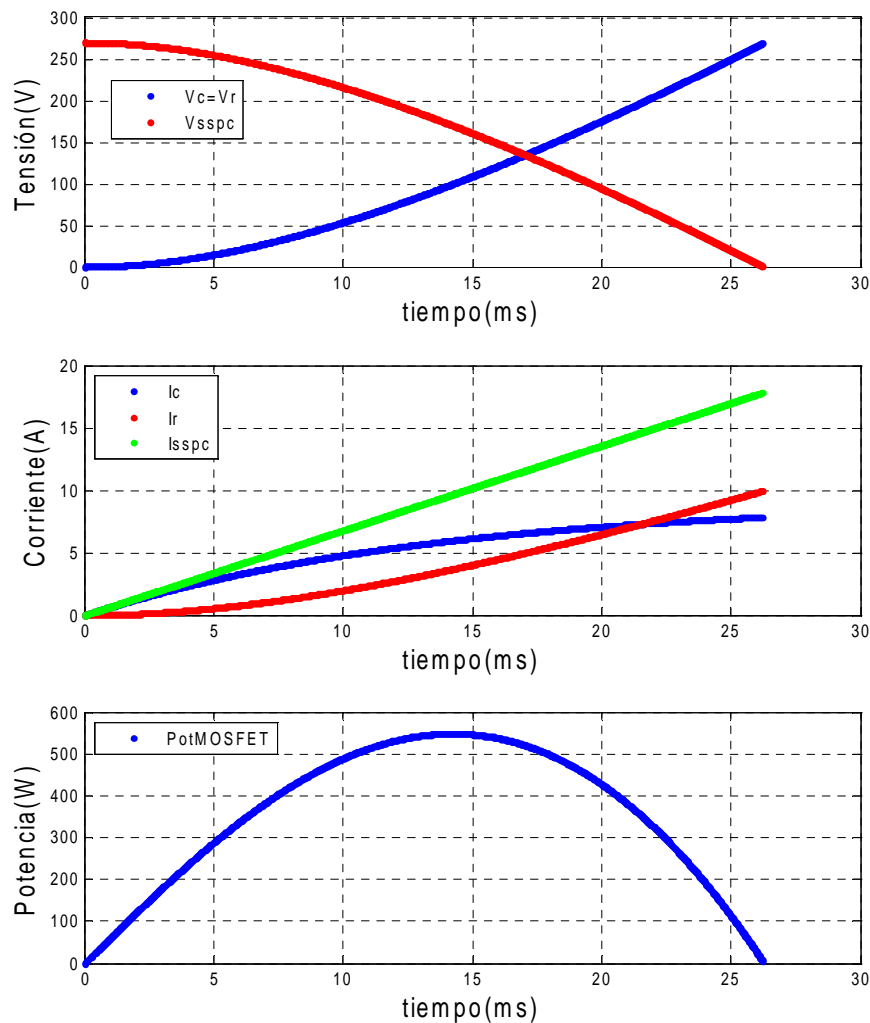 300
250
200
150
100
50
0
Tensión(V)
Vc=Vr
Vsspc
0 5 10 15 20 25 30
tiempo(ms)
20
15
10
5
0
Corriente(A)
Ic
Ir
Isspc
0 5 10 15 20 25 30
tiempo(ms)
600
500
400
300
200
100
0
Potencia(W)
PotMOSFET
0 5 10 15 20 25 30
tiempo(ms)